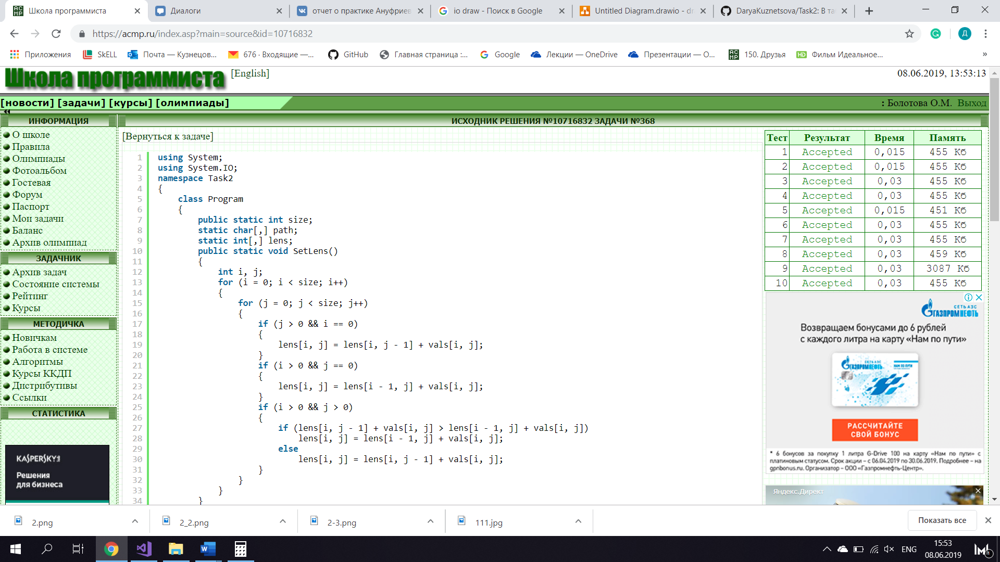 Школа программиста
Диалоги
отчет о практике Ануфриев
io draw - Поиск в Google
Untitled Diagram.drawio - dr
DaryaKuznetsova/Task2: В та
https://acmp.ru/index.asp?main=source&id=10716832
Д
Приложения
SkELL
Почта — Кузнецов...
676 · Входящие —...
GitHub
Главная страница :...
Google
Лекции — OneDrive
Презентации — О...
150. Друзья
Фильм Идеальное...
»
Школа программиста
[English]
08.06.2019, 13:53:13
[новости] [задачи] [курсы] [олимпиады]
: Болотова О.М. Выход
ИНФОРМАЦИЯ
О школе
Правила
Олимпиады
Фотоальбом
Гостевая
Форум
Паспорт
Мои задачи
Баланс
Архив олимпиад
ЗАДАЧНИК
Архив задач
Состояние системы
Рейтинг
Курсы
МЕТОДИЧКА
Новичкам
Работа в системе
Алгоритмы
Курсы ККДП
Дистрибутивы
Ссылки
СТАТИСТИКА
KASPERSKY
Решения
для бизнеса
ИСХОДНИК РЕШЕНИЯ №10716832 ЗАДАЧИ №368
[Вернуться к задаче]
1 using System;
2 using System.IO;
3 namespace Task2
4 {
5 class Program
6 {
7 public static int size;
8 static char[,] path;
9 static int[,] lens;
10 public static void SetLens()
11 {
12 int i, j;
13 for (i = 0; i < size; i++)
14 {
15 for (j = 0; j < size; j++)
16 {
17 if (j > 0 && i == 0)
18 {
19 lens[i, j] = lens[i, j - 1] + vals[i, j];
20 }
21 if (i > 0 && j == 0)
22 {
23 lens[i, j] = lens[i - 1, j] + vals[i, j];
24 }
25 if (i > 0 && j > 0)
26 {
27 if (lens[i, j - 1] + vals[i, j] > lens[i - 1, j] + vals[i, j])
28 lens[i, j] = lens[i - 1, j] + vals[i, j];
29 else
30 lens[i, j] = lens[i, j - 1] + vals[i, j];
31 }
32 }
33 }
34 }
Тест Результат Время Память
1 Accepted 0,015 455 Кб
2 Accepted 0,015 455 Кб
3 Accepted 0,03 455 Кб
4 Accepted 0,03 455 Кб
5 Accepted 0,015 451 Кб
6 Accepted 0,03 455 Кб
7 Accepted 0,03 455 Кб
8 Accepted 0,03 459 Кб
9 Accepted 0,03 3087 Кб
10 Accepted 0,03 455 Кб
СЕТЬ АЗС
ГАЗПРОМНЕФТЬ
Возвращаем бонусами до 6 рублей
с каждого литра на карту «Нам по пути»
ГАЗПРОМНЕФТЬ
НАМ ПО ПУТИ
РАССЧИТАЙТЕ
СВОЙ БОНУС
* 6 бонусов за покупку 1 литра G-Drive 100 на карту «Нам по пути» с
платиновым статусом. Срок акции – с 06.04.2019 по 30.06.2019. Подробнее – на
gpnbonus.ru. Организатор – ООО «Газпромнефть-Центр».
Яндекс.Директ
2.png
2_2.png
2-3.png
111.jpg
Показать все
ENG
15:53
08.06.2019